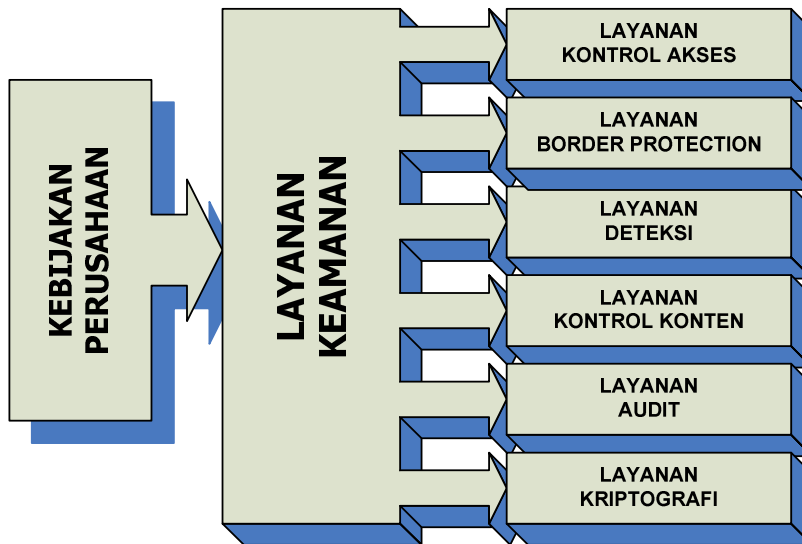 KEBIJAKAN
PERUSAHAAN
LAYANAN
KEAMANAN
LAYANAN
KONTROL AKSES
LAYANAN
BORDER PROTECTION
LAYANAN
DETEKSI
LAYANAN
KONTROL KONTEN
LAYANAN
AUDIT
LAYANAN
KRIPTOGRAFI